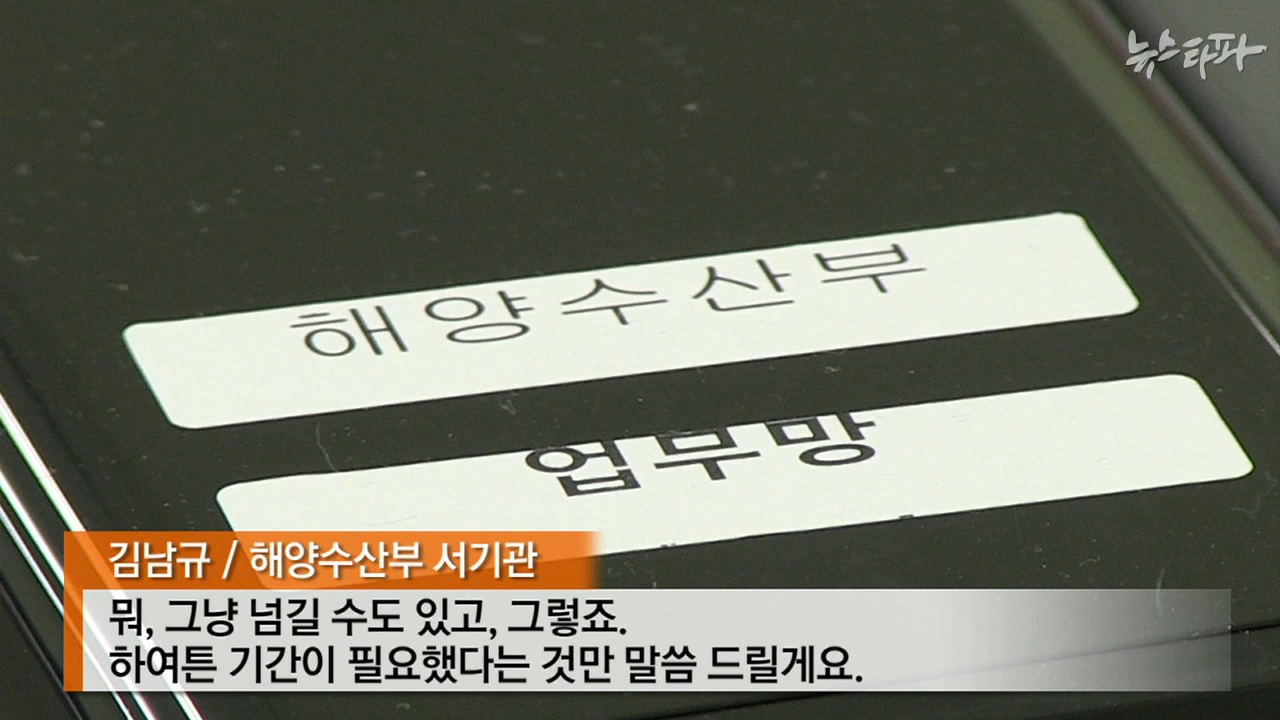 뉴스타파
해양수산부
업무망
김남규 / 해양수산부 서기관
뭐, 그냥 넘길 수도 있고, 그렇죠.
하여튼 기간이 필요했다는 것만 말씀 드릴게요.